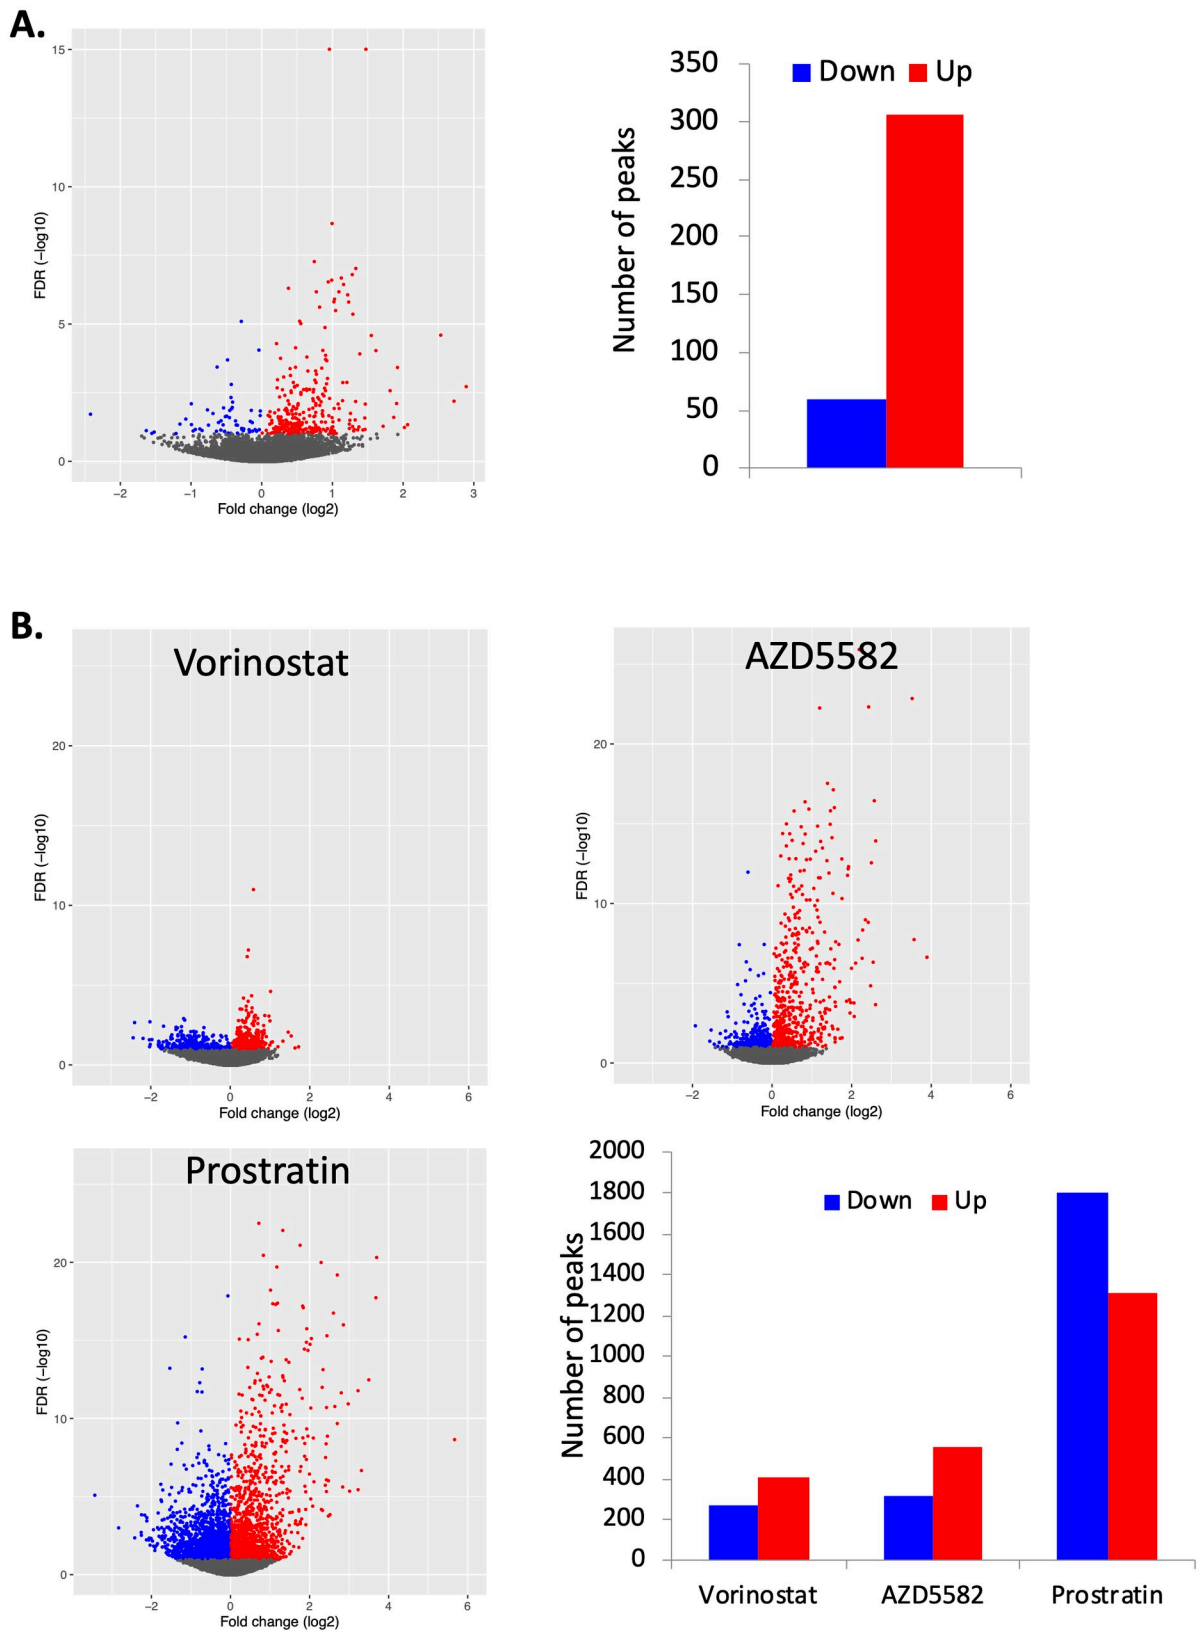 A.
15
10
5
0
FDR (−log10)
−2 −1 0 1 2 3
Fold change (log2)
350
300
250
200
150
100
50
0
Number of peaks
Down Up
B.
Vorinostat
20
10
0
FDR (−log10)
−2 0 2 4 6
Fold change (log2)
AZD5582
20
10
0
FDR (−log10)
−2 0 2 4 6
Fold change (log2)
Prostratin
20
10
0
FDR (−log10)
−2 0 2 4 6
Fold change (log2)
2000
1800
1600
1400
1200
1000
800
600
400
200
0
Number of peaks
Down Up
Vorinostat AZD5582 Prostratin